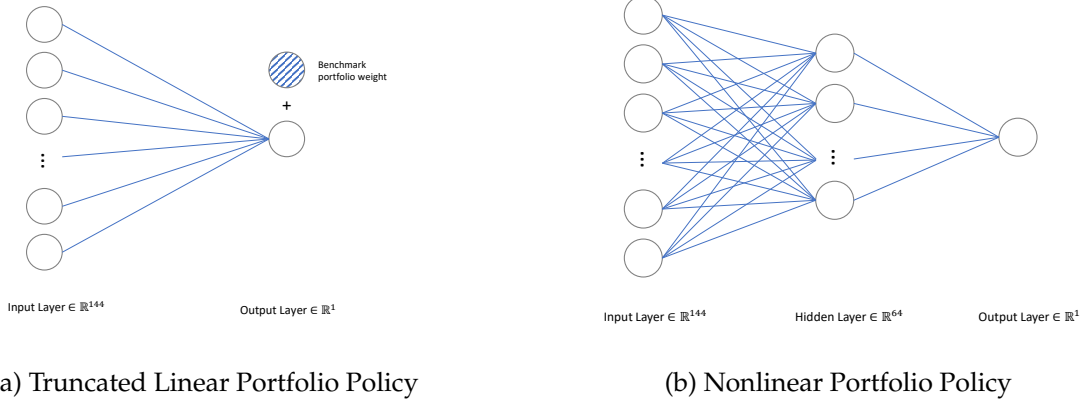 Benchmark
portfolio weight
+
Input Layer ∈ ℝ¹⁴⁴
Output Layer ∈ ℝ¹
a) Truncated Linear Portfolio Policy
Input Layer ∈ ℝ¹⁴⁴
Hidden Layer ∈ ℝ⁶⁴
Output Layer ∈ ℝ¹
(b) Nonlinear Portfolio Policy